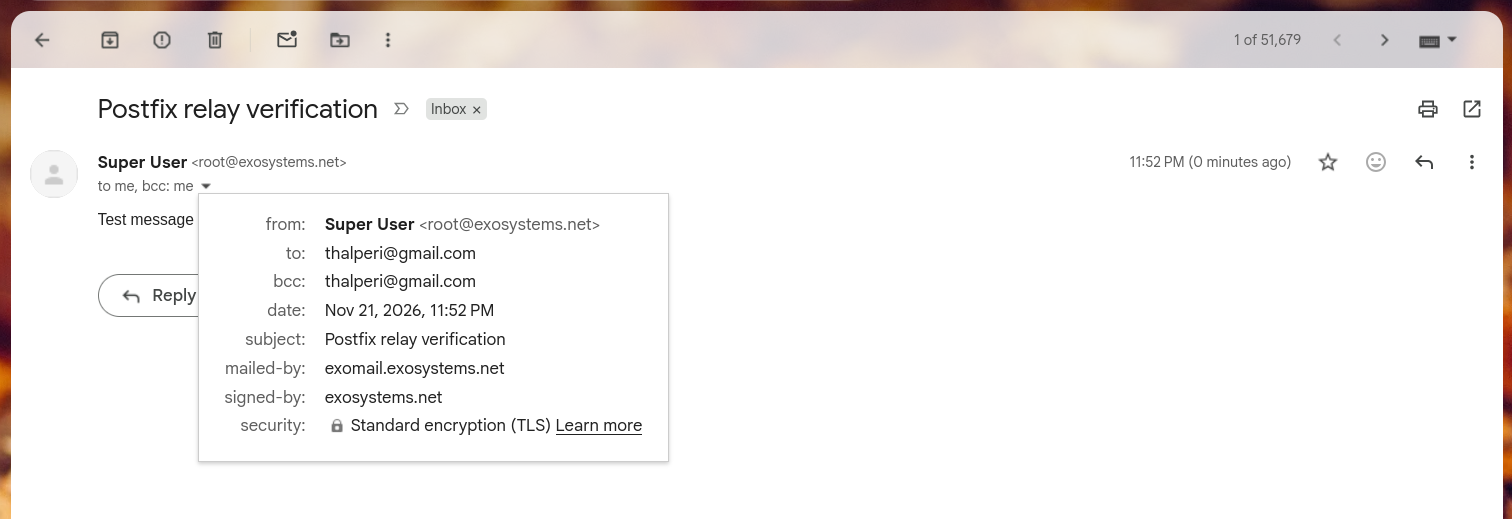 1 of 51,679
Postfix relay verification Inbox ×
Super User <root@exosystems.net> 11:52 PM (0 minutes ago)
to me, bcc: me
Test message
from: Super User <root@exosystems.net>
to: thalperi@gmail.com
bcc: thalperi@gmail.com
date: Nov 21, 2026, 11:52 PM
subject: Postfix relay verification
mailed-by: exomail.exosystems.net
signed-by: exosystems.net
security: Standard encryption (TLS) Learn more
Reply